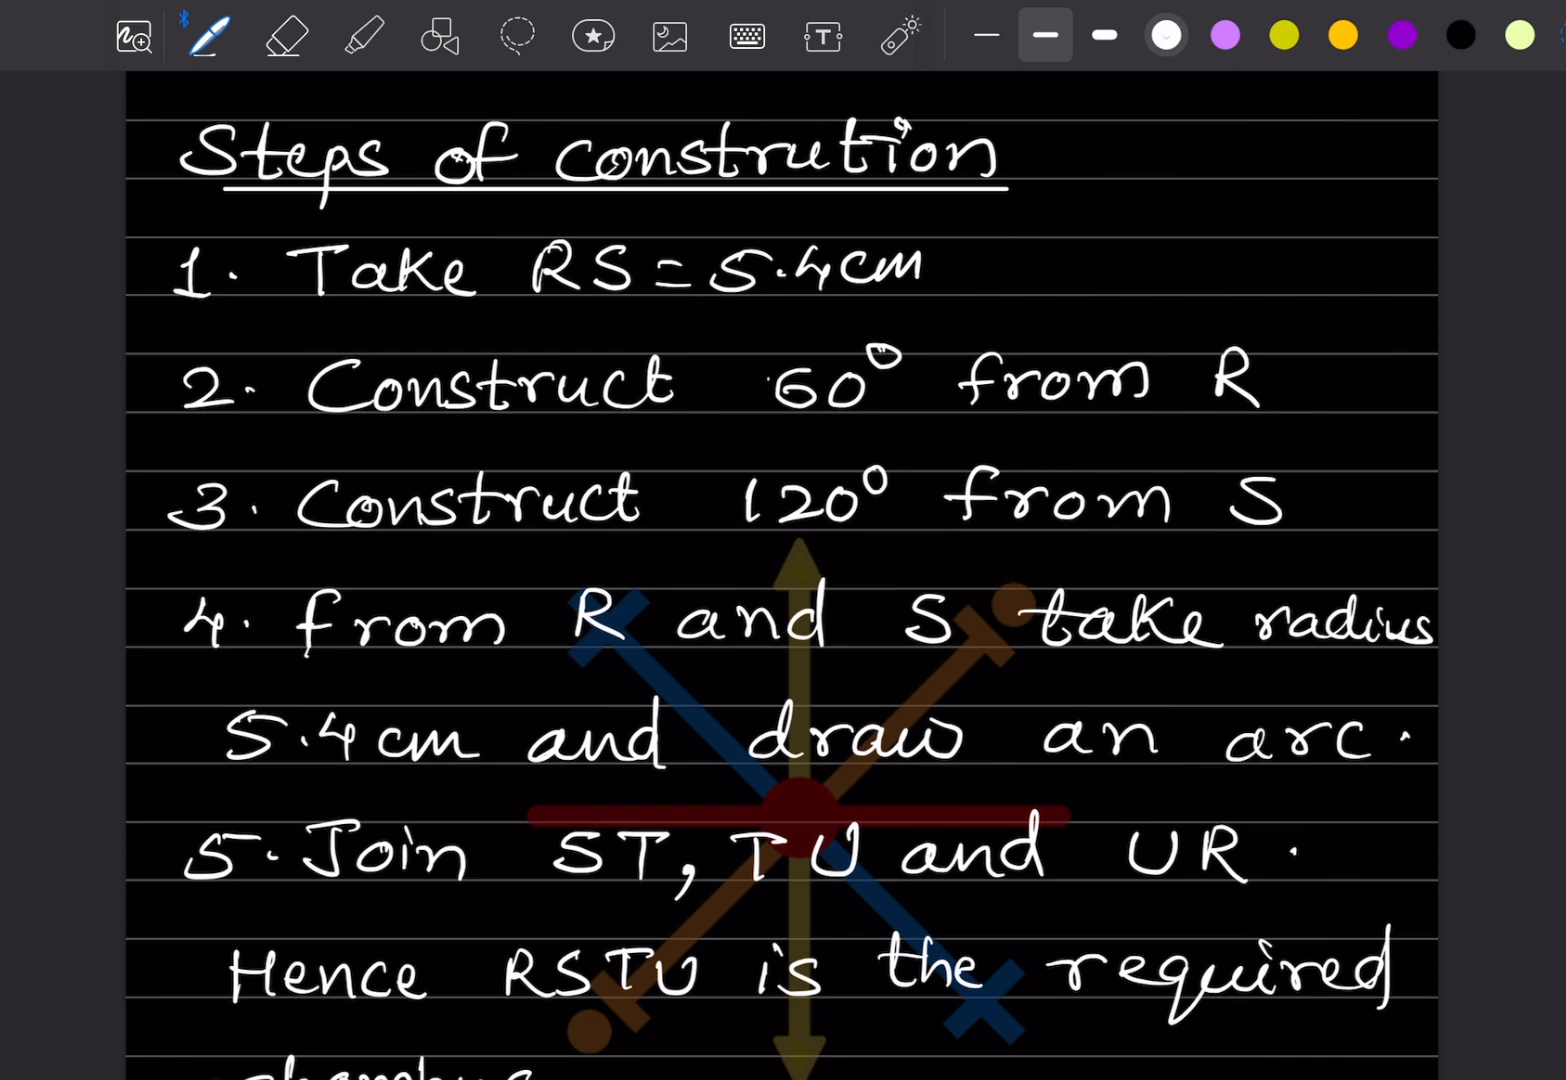 Steps of constrution
1. Take RS = 5.4cm
2. Construct 60° from R
3. Construct 120° from S
4. from R and S take radius
5.4 cm and draw an arc.
5. Join ST, TU and UR.
Hence RSTU is the required